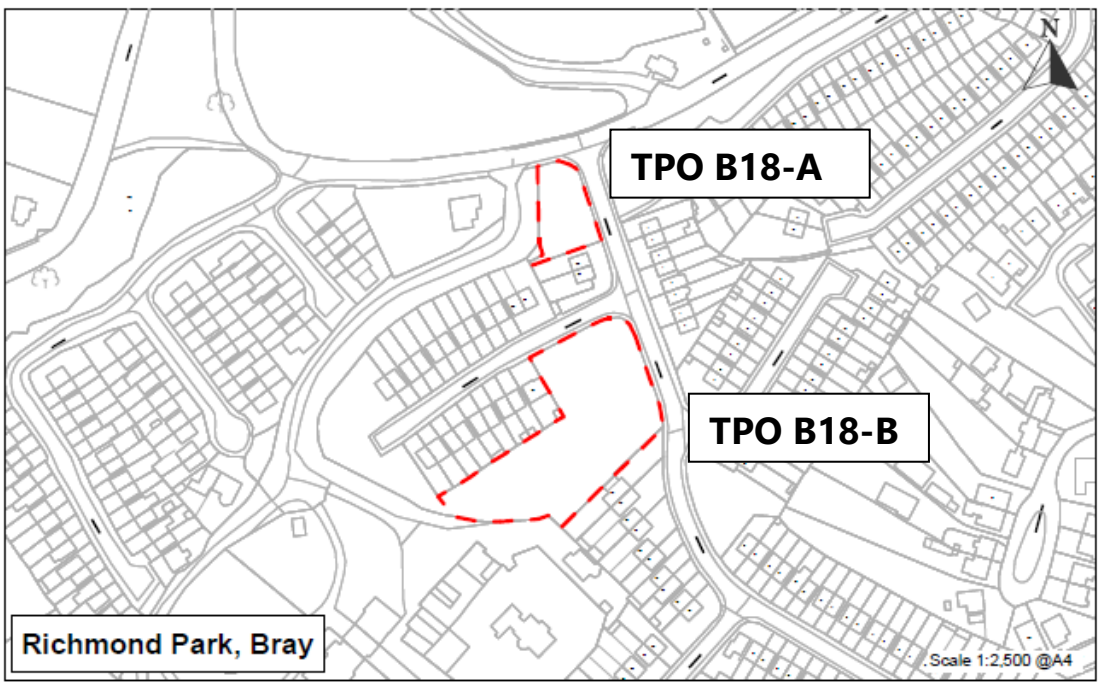 N
TPO B18-A
TPO B18-B
Richmond Park, Bray
Scale 1:2,500 @A4